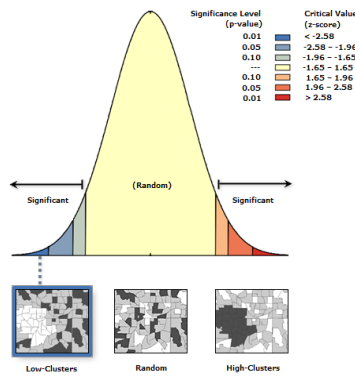 Significance Level
(p-value)
Critical Value
(z-score)
0.01 < -2.58
0.05 -2.58 – -1.96
0.10 -1.96 – -1.65
--- -1.65 – 1.65
0.10 1.65 – 1.96
0.05 1.96 – 2.58
0.01 > 2.58
(Random)
Significant
Significant
Low-Clusters
Random
High-Clusters